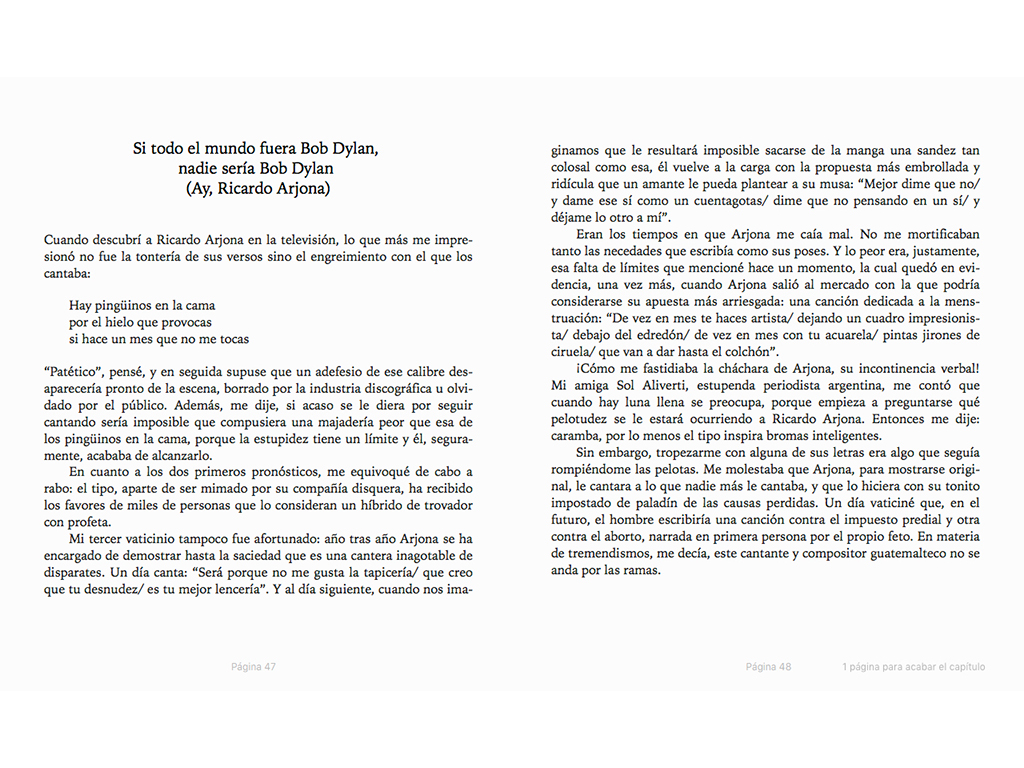 Si todo el mundo fuera Bob Dylan,
nadie sería Bob Dylan
(Ay, Ricardo Arjona)
Cuando descubrí a Ricardo Arjona en la televisión, lo que más me impre-
sionó no fue la tontería de sus versos sino el engreimiento con el que los
cantaba:
Hay pingüinos en la cama
por el hielo que provocas
si hace un mes que no me tocas
“Patético”, pensé, y en seguida supuse que un adefesio de ese calibre des-
aparecería pronto de la escena, borrado por la industria discográfica u olvi-
dado por el público. Además, me dije, si acaso se le diera por seguir
cantando sería imposible que compusiera una majadería peor que esa de
los pingüinos en la cama, porque la estupidez tiene un límite y él, segura-
mente, acababa de alcanzarlo.
En cuanto a los dos primeros pronósticos, me equivoqué de cabo a
rabo: el tipo, aparte de ser mimado por su compañía disquera, ha recibido
los favores de miles de personas que lo consideran un híbrido de trovador
con profeta.
Mi tercer vaticinio tampoco fue afortunado: año tras año Arjona se ha
encargado de demostrar hasta la saciedad que es una cantera inagotable de
disparates. Un día canta: “Será porque no me gusta la tapicería/ que creo
que tu desnudez/ es tu mejor lencería”. Y al día siguiente, cuando nos ima-
Página 47
ginamos que le resultará imposible sacarse de la manga una sandez tan
colosal como esa, él vuelve a la carga con la propuesta más embrollada y
ridícula que un amante le pueda plantear a su musa: “Mejor dime que no/
y dame ese sí como un cuentagotas/ dime que no pensando en un sí/ y
déjame lo otro a mí”.
Eran los tiempos en que Arjona me caía mal. No me mortificaban
tanto las necedades que escribía como sus poses. Y lo peor era, justamente,
esa falta de límites que mencioné hace un momento, la cual quedó en evi-
dencia, una vez más, cuando Arjona salió al mercado con la que podría
considerarse su apuesta más arriesgada: una canción dedicada a la mens-
truación: “De vez en mes te haces artista/ dejando un cuadro impresionis-
ta/ debajo del edredón/ de vez en mes con tu acuarela/ pintas jirones de
ciruela/ que van a dar hasta el colchón”.
¡Cómo me fastidiaba la cháchara de Arjona, su incontinencia verbal!
Mi amiga Sol Aliverti, estupenda periodista argentina, me contó que
cuando hay luna llena se preocupa, porque empieza a preguntarse qué
pelotudez se le estará ocurriendo a Ricardo Arjona. Entonces me dije:
caramba, por lo menos el tipo inspira bromas inteligentes.
Sin embargo, tropezarme con alguna de sus letras era algo que seguía
rompiéndome las pelotas. Me molestaba que Arjona, para mostrarse origi-
nal, le cantara a lo que nadie más le cantaba, y que lo hiciera con su tonito
impostado de paladín de las causas perdidas. Un día vaticiné que, en el
futuro, el hombre escribiría una canción contra el impuesto predial y otra
contra el aborto, narrada en primera persona por el propio feto. En materia
de tremendismos, me decía, este cantante y compositor guatemalteco no se
anda por las ramas.
Página 48
1 página para acabar el capítulo